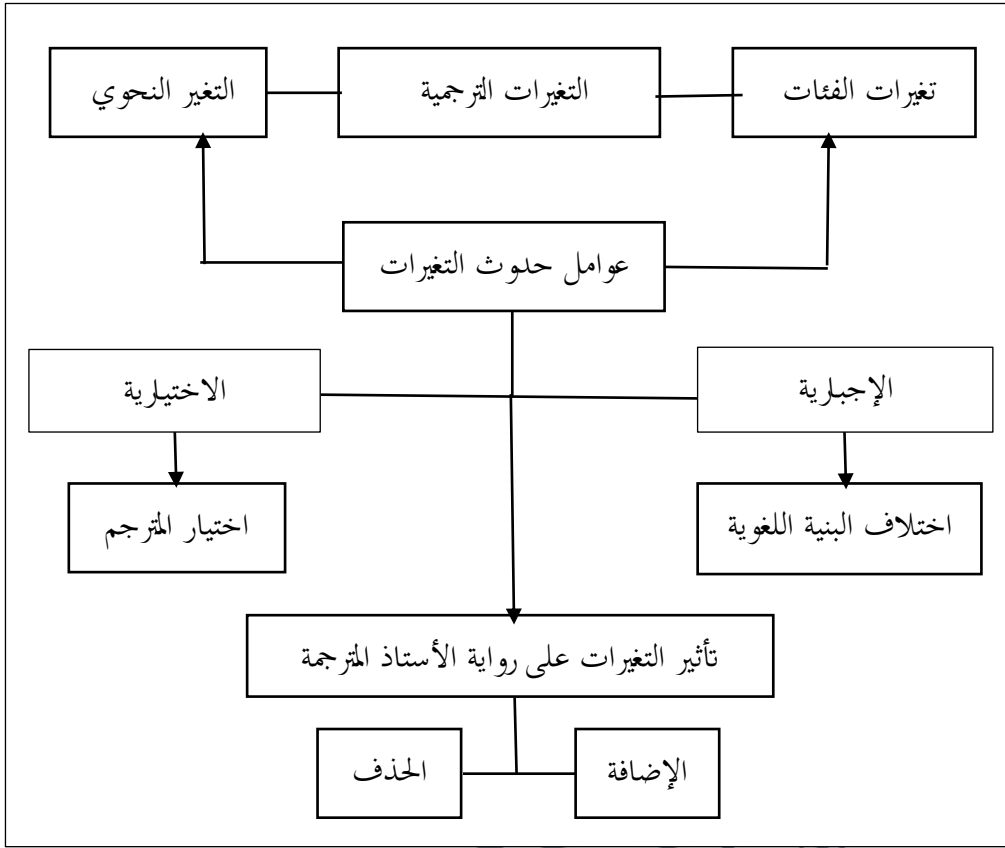 تغيرات الفئات
التغيرات الترجمية
التغير النحوي
عوامل حدوث التغيرات
الإجبارية
الاختيارية
اختلاف البنية اللغوية
اختيار المترجم
تأثير التغيرات على رواية الأستاذ المترجمة
الإضافة
الحذف